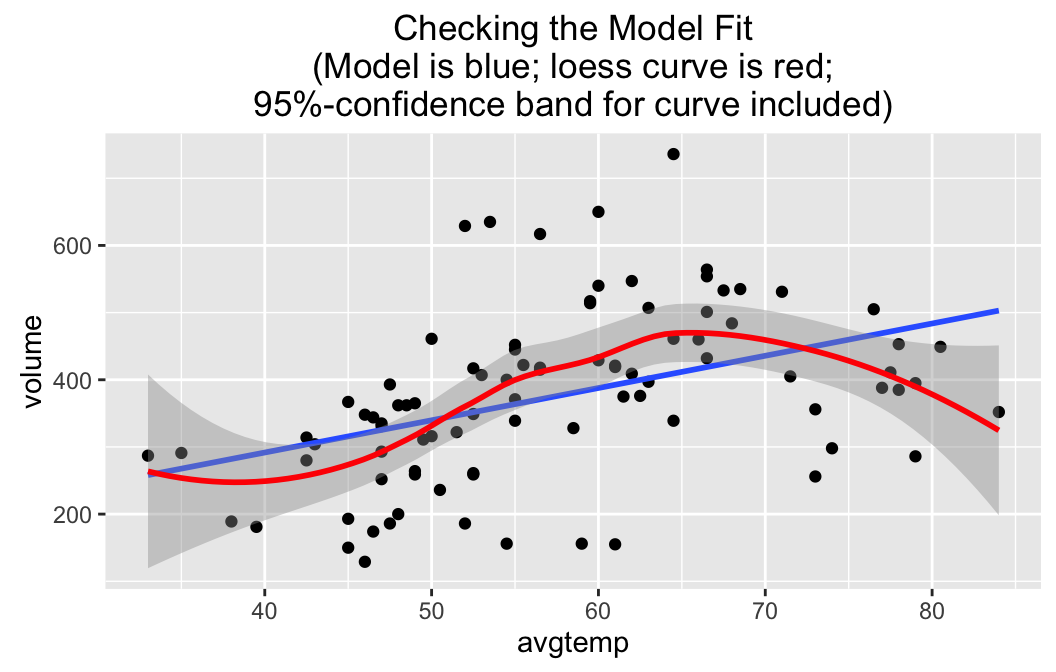 Checking the Model Fit
(Model is blue; loess curve is red;
95%-confidence band for curve included)
volume
600
400
200
40 50 60 70 80
avgtemp